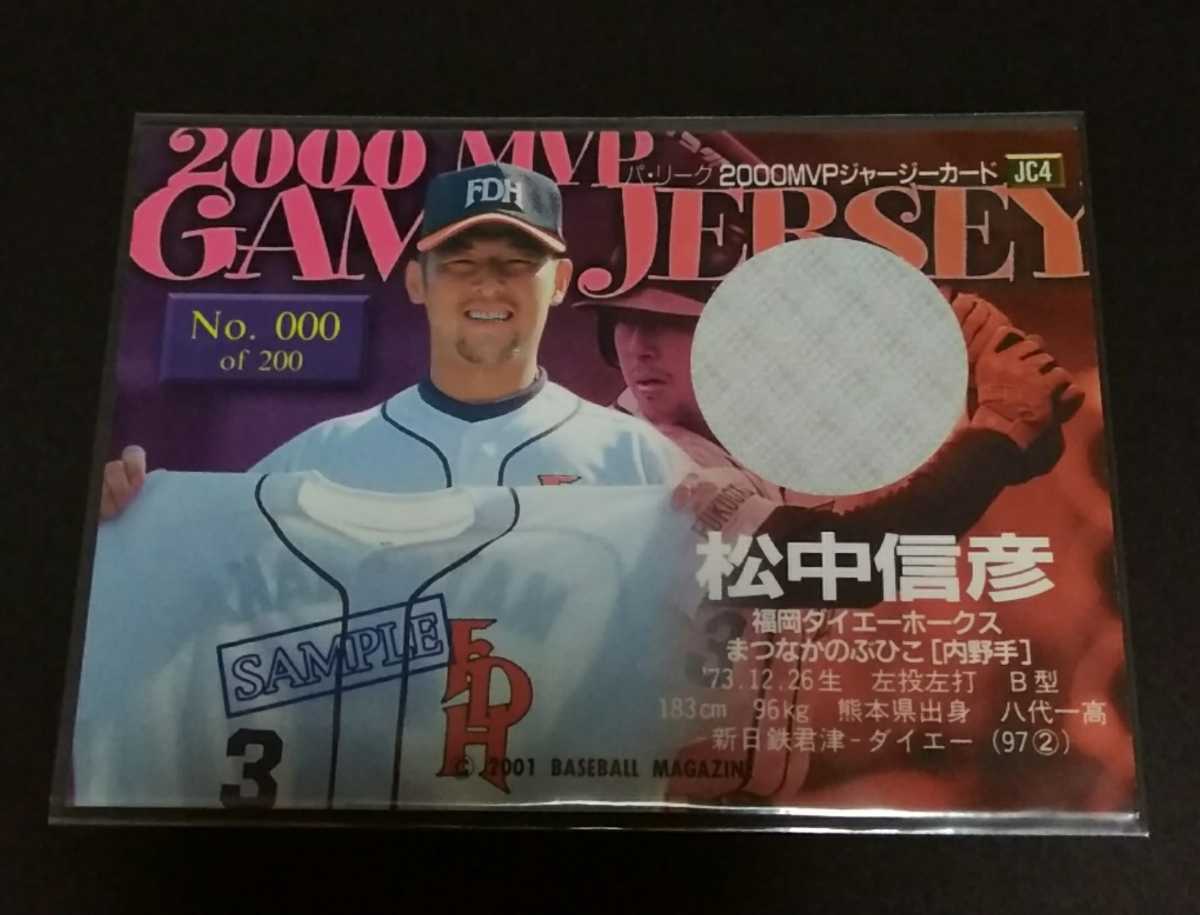 2000 MVP
パ・リーグ 2000MVPジャージーカード JC4
GAME JERSEY
FDH
No. 000
of 200
松中信彦
福岡ダイエーホークス
まつなかのぶひこ [内野手]
'73.12.26生 左投左打 B型
183cm 96kg 熊本県出身 八代一高
-新日鉄君津-ダイエー (97②)
SAMPLE
FDH
3
© 2001 BASEBALL MAGAZINE